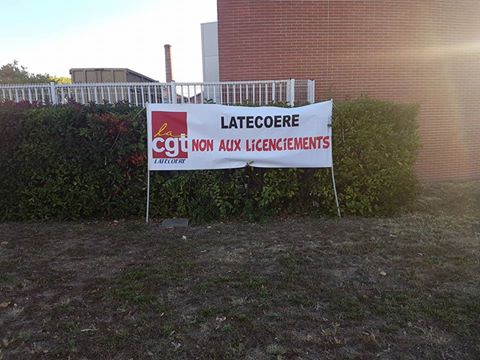 la
cgt
LATECOERE
LATECOERE
NON AUX LiCENCiEMENTS